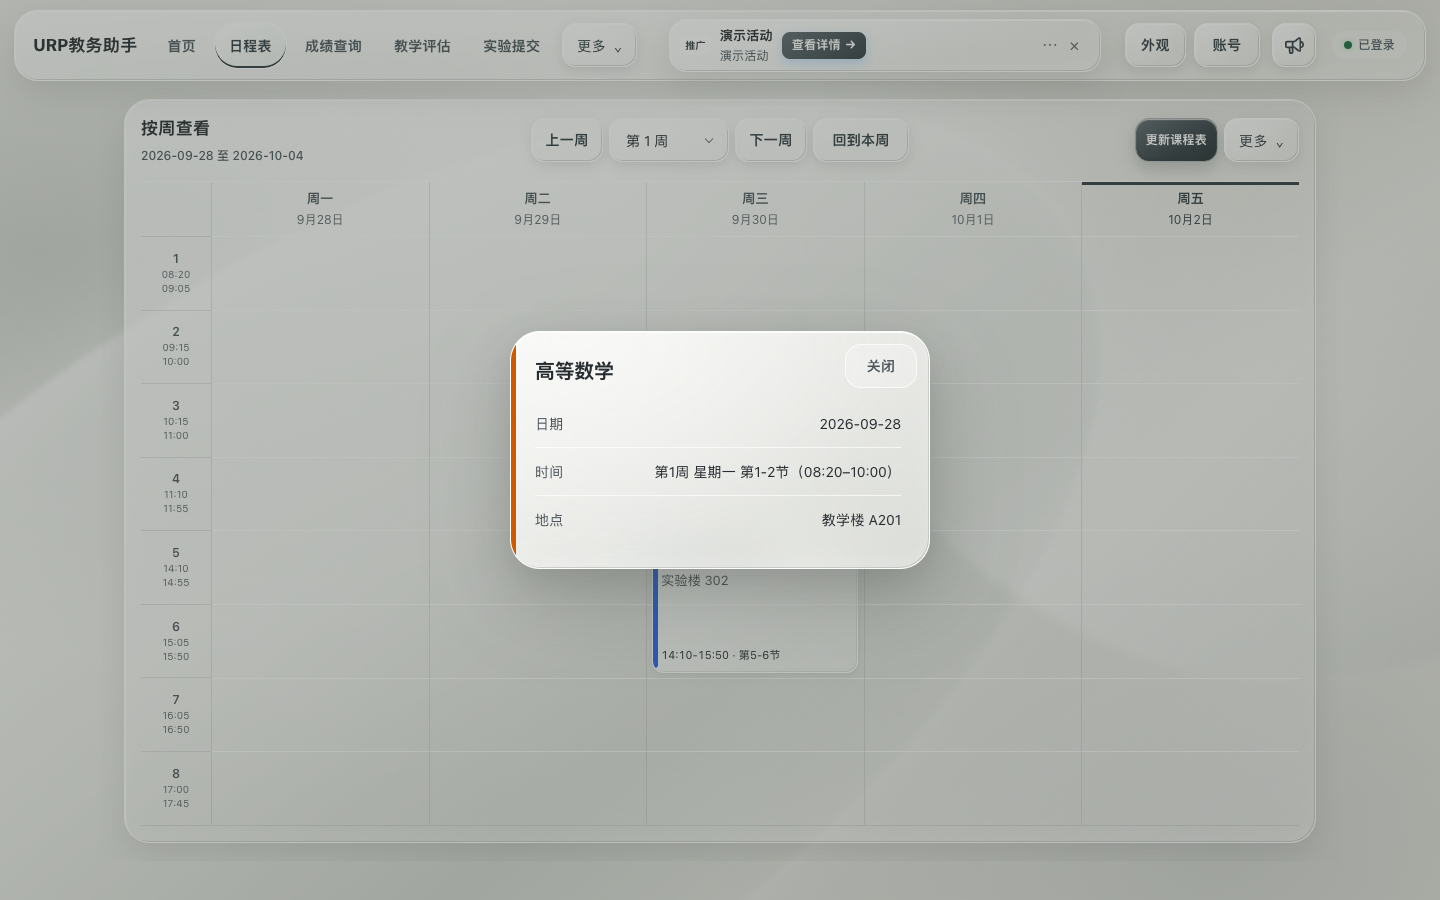 URP教务助手
首页
日程表
成绩查询
教学评估
实验提交
更多
推广
演示活动
演示活动
查看详情 →
··· ×
外观
账号
已登录
按周查看
2026-09-28 至 2026-10-04
上一周
第 1 周
下一周
回到本周
更新课程表
更多
周一
9月28日
周二
9月29日
周三
9月30日
周四
10月1日
周五
10月2日
1
08:20
09:05
2
09:15
10:00
3
10:15
11:00
4
11:10
11:55
5
14:10
14:55
6
15:05
15:50
7
16:05
16:50
8
17:00
17:45
高等数学
关闭
日期 2026-09-28
时间 第1周 星期一 第1-2节（08:20–10:00）
地点 教学楼 A201
实验楼 302
14:10-15:50 · 第5-6节